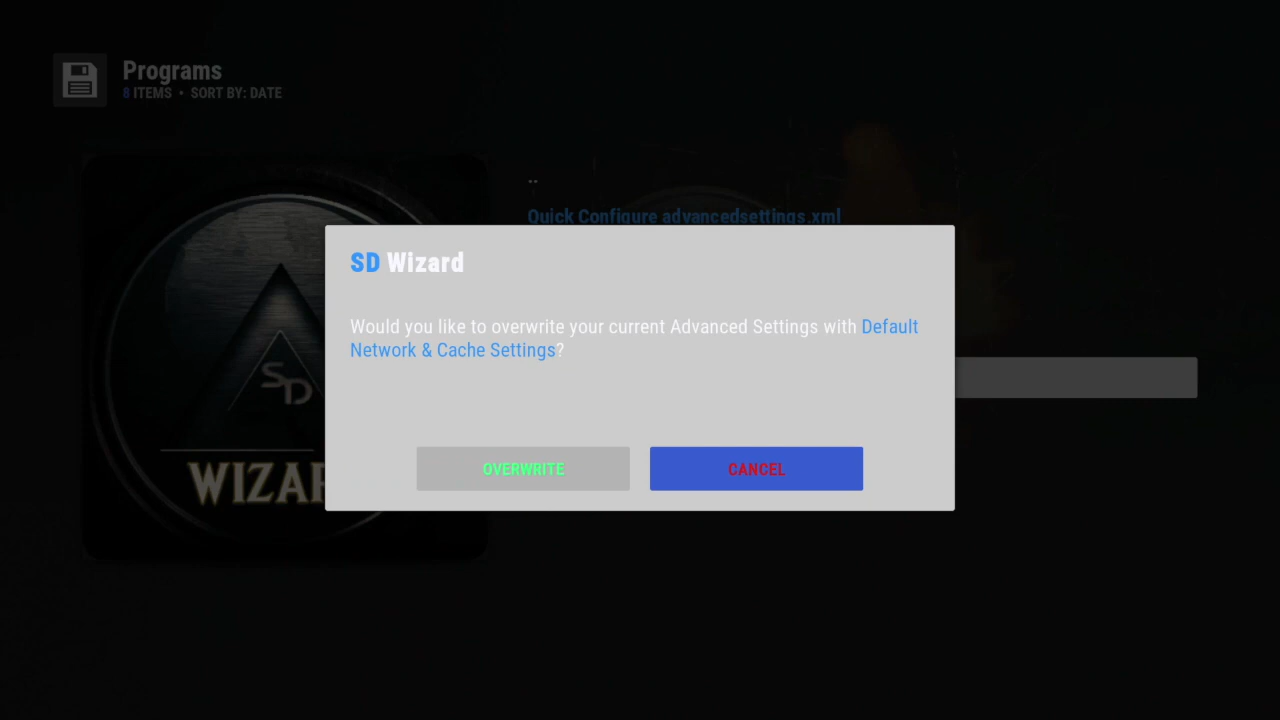 Programs
8 ITEMS • SORT BY: DATE
..
Quick Configure advancedsettings.xml
SD Wizard
Would you like to overwrite your current Advanced Settings with Default
Network & Cache Settings?
SD
OVERWRITE
CANCEL